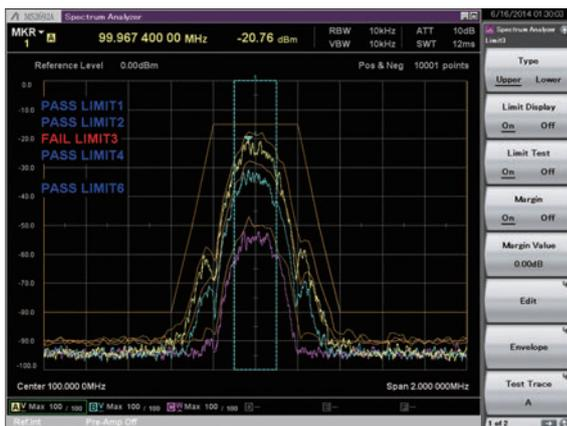 MS2692A Spectrum Analyzer 6/16/2014 01:30:03
MKR 1 A 99.967 400 00 MHz -20.76 dBm RBW 10kHz ATT 10dB
VBW 10kHz SWT 12ms
Reference Level 0.00dBm Pos & Neg 10001 points
0.0
-10.0
-20.0
-30.0
-40.0
-50.0
-60.0
-70.0
-80.0
-90.0
-100.0
PASS LIMIT1
PASS LIMIT2
FAIL LIMIT3
PASS LIMIT4
PASS LIMIT6
1
Center 100.000 0MHz Span 2.000 000MHz
A V Max 100 / 100 B V Max 100 / 100 C Max 100 / 100 D -- E -- F --
Ref.Int Pre-Amp Off
Spectrum Analyzer
Limit3
Type
Upper Lower
Limit Display
On Off
Limit Test
On Off
Margin
On Off
Margin Value
0.00dB
Edit
Envelope
Test Trace
A
1 of 2